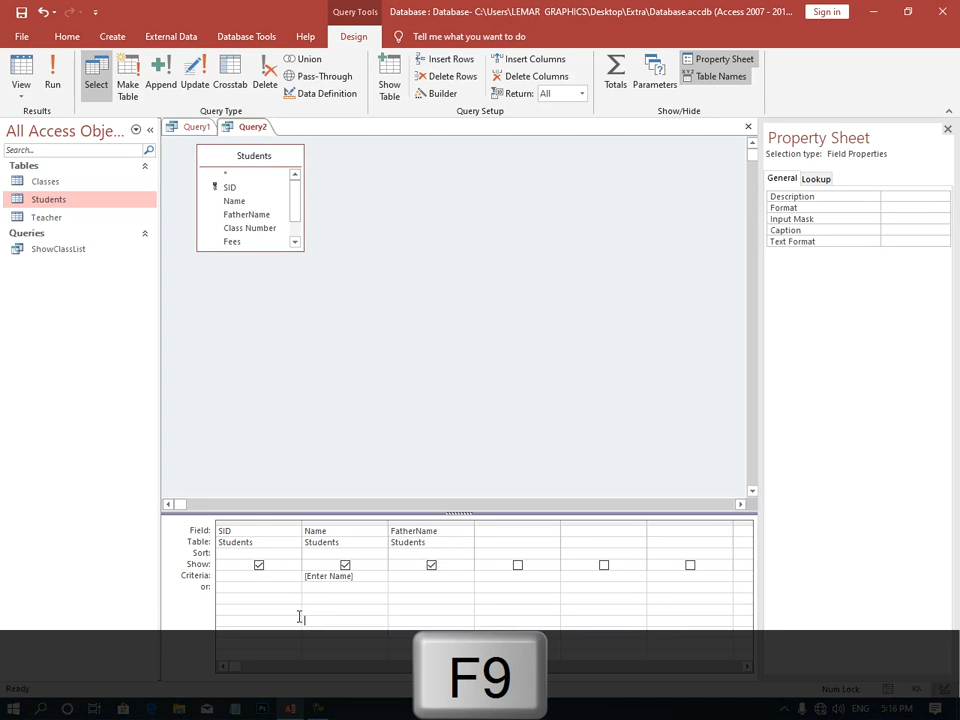 Query Tools
Database : Database- C:\Users\LEMAR GRAPHICS\Desktop\Extra\Database.accdb (Access 2007 - 201...
Sign in
File Home Create External Data Database Tools Help Design Tell me what you want to do
View
Run
Results
Select
Make Table
Append
Update
Crosstab
Delete
Union
Pass-Through
Data Definition
Query Type
Show Table
Insert Rows
Delete Rows
Builder
Insert Columns
Delete Columns
Return: All
Query Setup
Totals
Parameters
Property Sheet
Table Names
Show/Hide
All Access Obje...
Search...
Tables
Classes
Students
Teacher
Queries
ShowClassList
Query1
Query2
Students
*
SID
Name
FatherName
Class Number
Fees
Property Sheet
Selection type: Field Properties
General Lookup
Description
Format
Input Mask
Caption
Text Format
Field: SID Name FatherName
Table: Students Students Students
Sort:
Show:
Criteria: [Enter Name]
or:
F9
Ready
Num Lock
ENG 5:16 PM